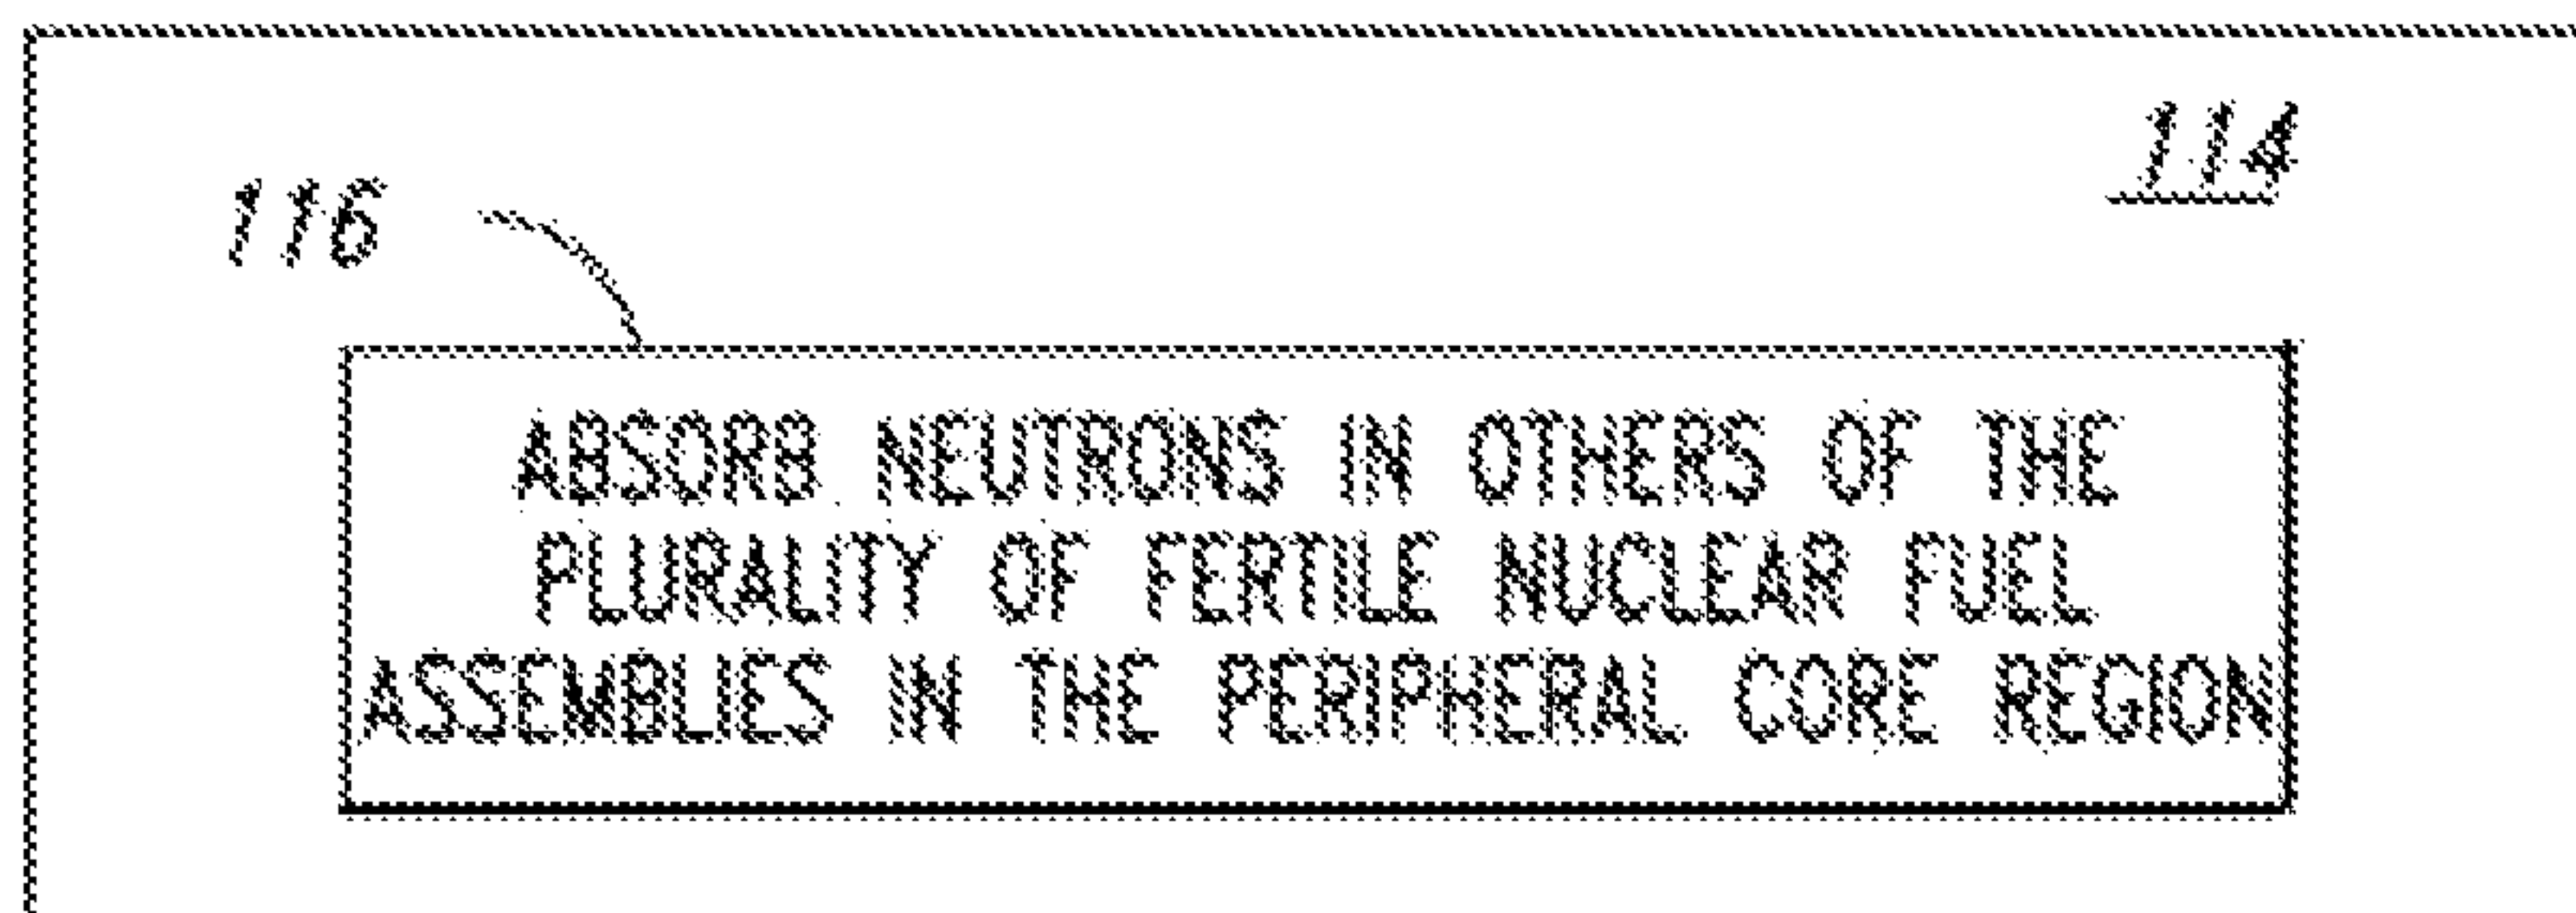 114
116
ABSORB NEUTRONS IN OTHERS OF THE
PLURALITY OF FERTILE NUCLEAR FUEL
ASSEMBLIES IN THE PERIPHERAL CORE REGION